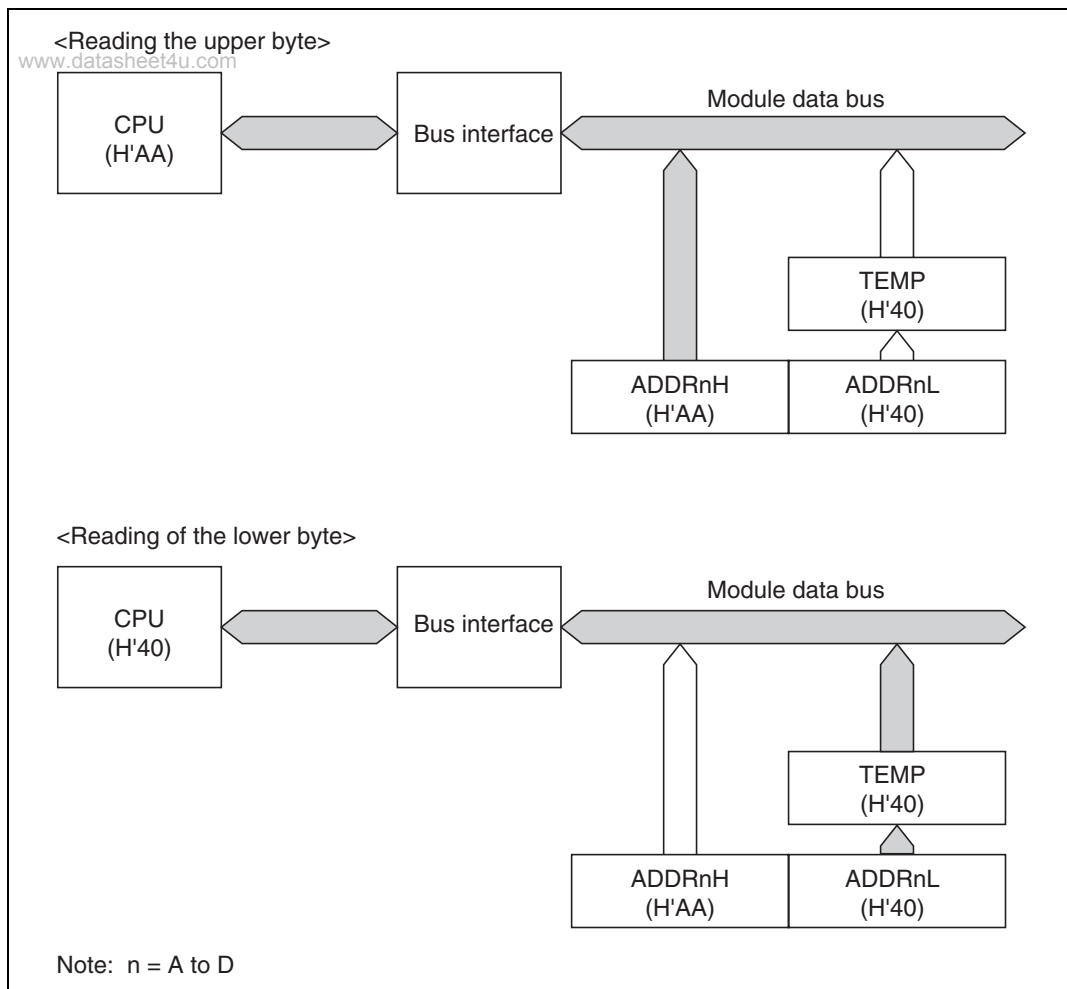 <Reading the upper byte>
www.datasheet4u.com
Module data bus
CPU
(H'AA)
Bus interface
TEMP
(H'40)
ADDRnH
(H'AA)
ADDRnL
(H'40)
<Reading of the lower byte>
Module data bus
CPU
(H'40)
Bus interface
TEMP
(H'40)
ADDRnH
(H'AA)
ADDRnL
(H'40)
Note: n = A to D